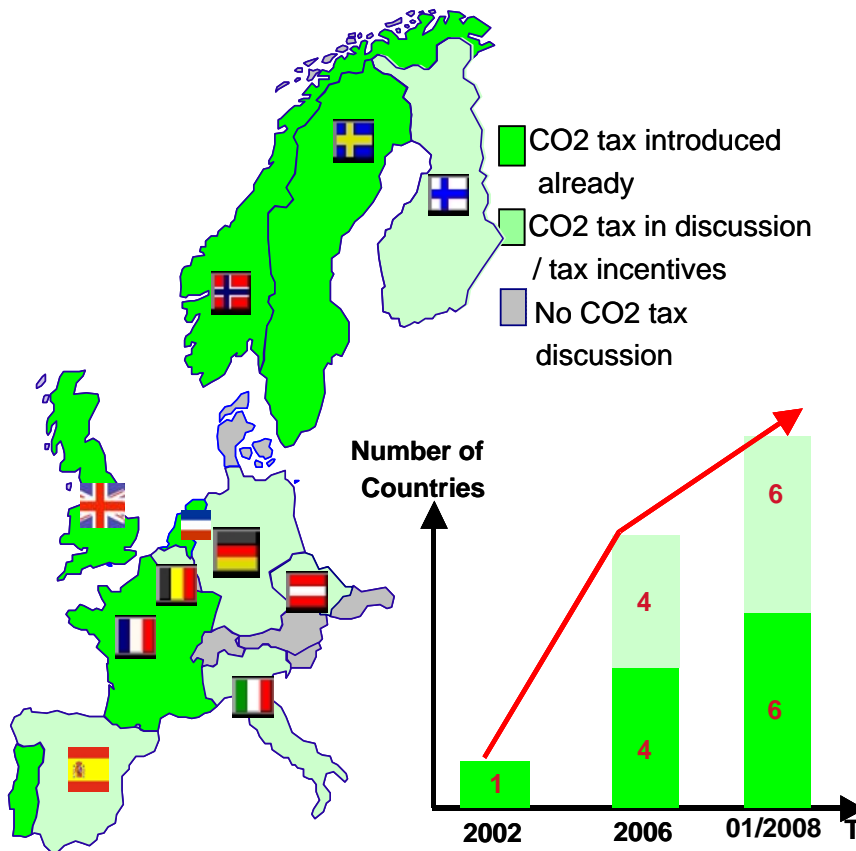 CO2 tax introduced
already
CO2 tax in discussion
/ tax incentives
No CO2 tax
discussion
Number of
Countries
6
4
6
4
1
2002
2006
01/2008
T